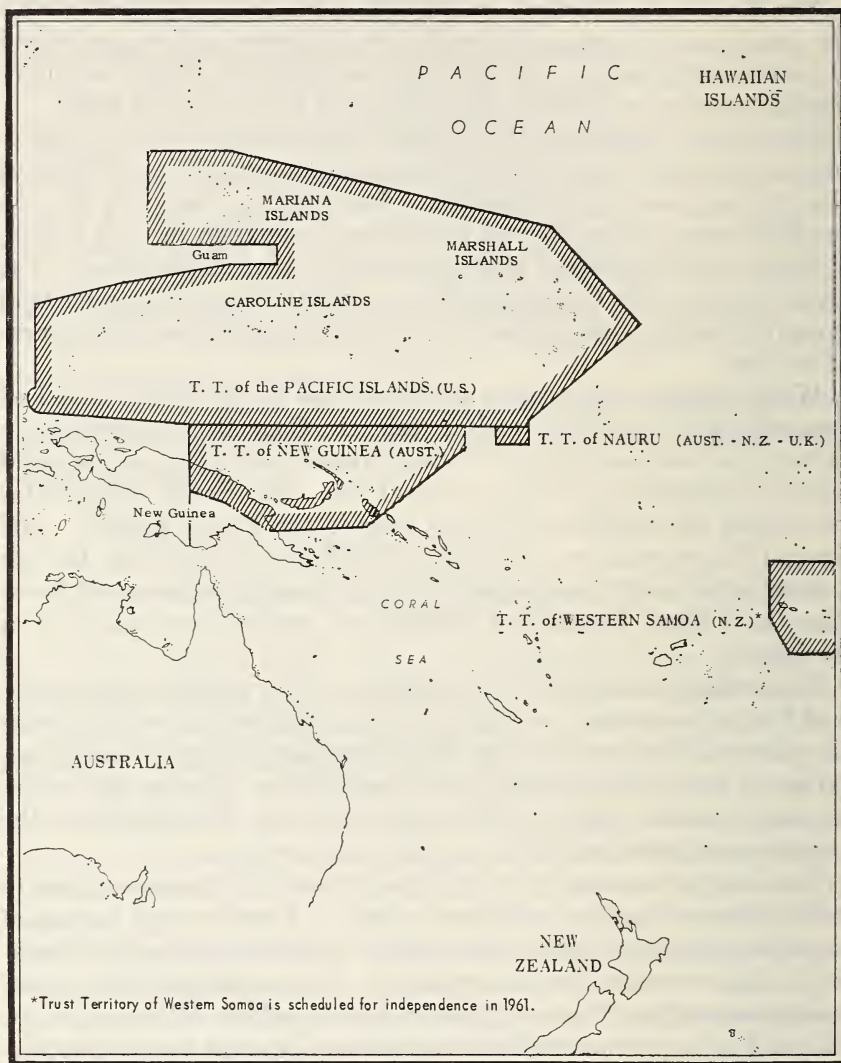 PACIFIC
OCEAN
HAWAIIAN
ISLANDS
MARIANA
ISLANDS
MARSHALL
ISLANDS
Guam
CAROLINE ISLANDS
T. T. of the PACIFIC ISLANDS. (U.S.)
T. T. of NEW GUINEA (AUST.)
T. T. of NAURU (AUST. - N.Z. - U.K.)
New Guinea
CORAL
SEA
T. T. of WESTERN SAMOA (N.Z.)*
AUSTRALIA
NEW
ZEALAND
*Trust Territory of Western Somoa is scheduled for independence in 1961.